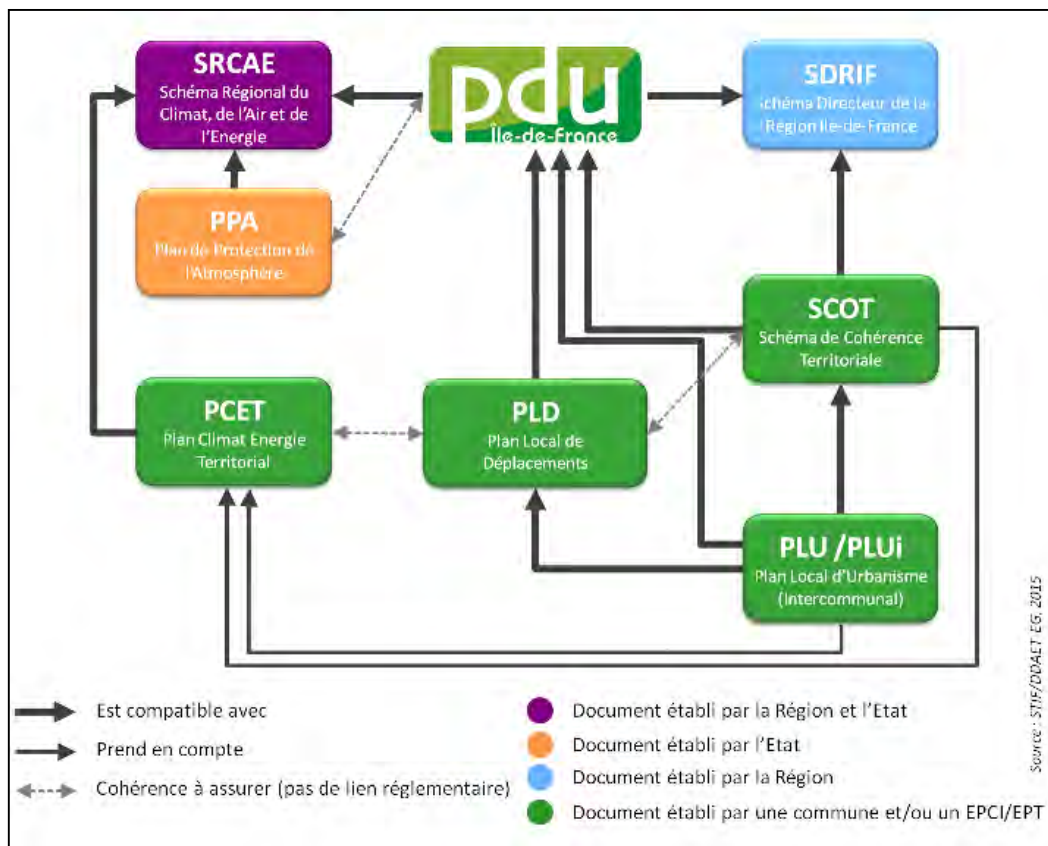 SRCAE
Schéma Régional du
Climat, de l'Air et de
l'Energie
pdu
Île-de-France
SDRIF
Schéma Directeur de la
Région Ile-de-France
PPA
Plan de Protection de
l'Atmosphère
SCOT
Schéma de Cohérence
Territoriale
PCET
Plan Climat Energie
Territorial
PLD
Plan Local de
Déplacements
PLU /PLUi
Plan Local d'Urbanisme
(Intercommunal)
Source : STIF/DDAET EG, 2015
Est compatible avec
Prend en compte
Cohérence à assurer (pas de lien réglementaire)
Document établi par la Région et l'Etat
Document établi par l'Etat
Document établi par la Région
Document établi par une commune et/ou un EPCI/EPT